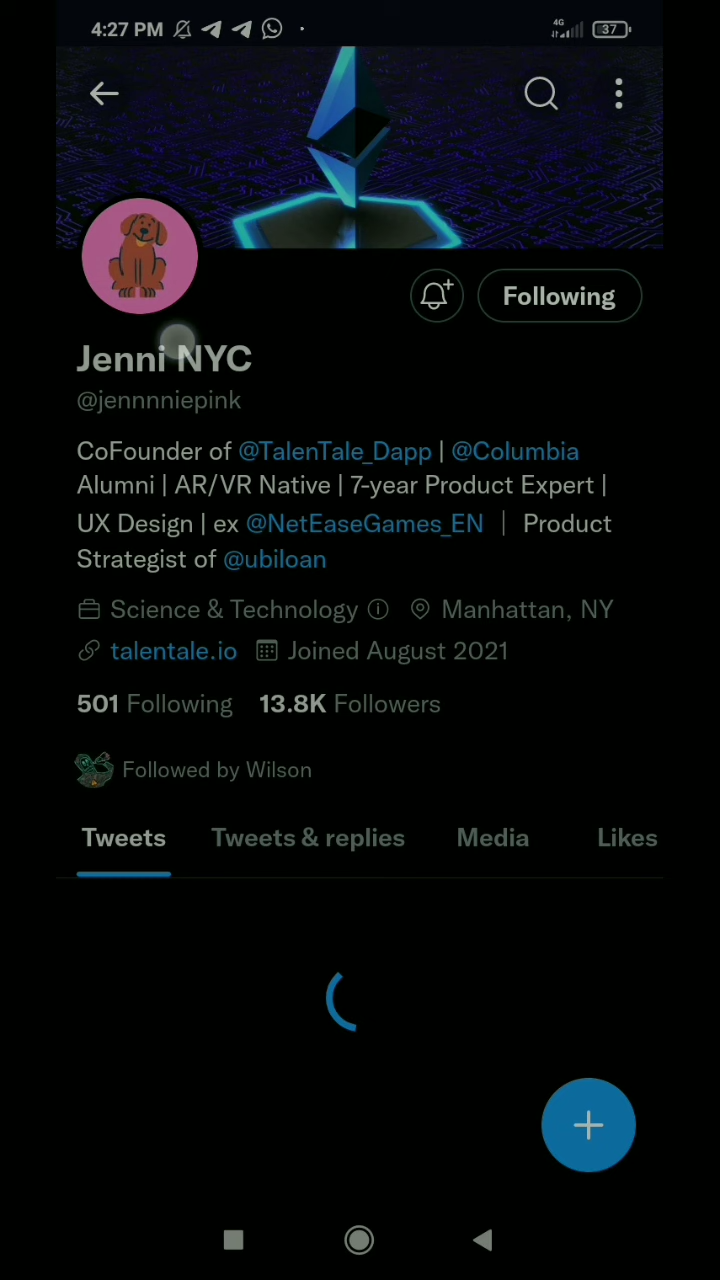 4:27 PM 4G 37
Following
Jenni NYC
@jennnniepink
CoFounder of @TalenTale_Dapp | @Columbia
Alumni | AR/VR Native | 7-year Product Expert |
UX Design | ex @NetEaseGames_EN | Product
Strategist of @ubiloan
Science & Technology Manhattan, NY
talentale.io Joined August 2021
501 Following 13.8K Followers
Followed by Wilson
Tweets Tweets & replies Media Likes